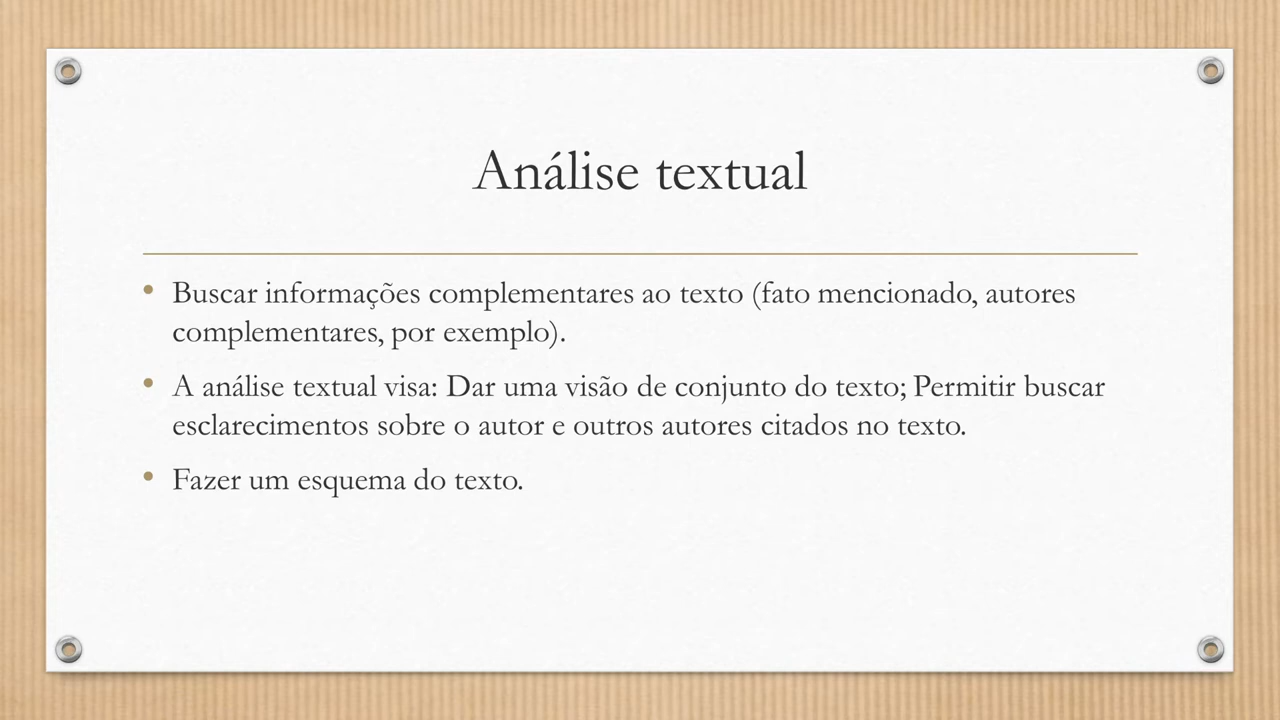 Análise textual
• Buscar informações complementares ao texto (fato mencionado, autores
complementares, por exemplo).
• A análise textual visa: Dar uma visão de conjunto do texto; Permitir buscar
esclarecimentos sobre o autor e outros autores citados no texto.
• Fazer um esquema do texto.